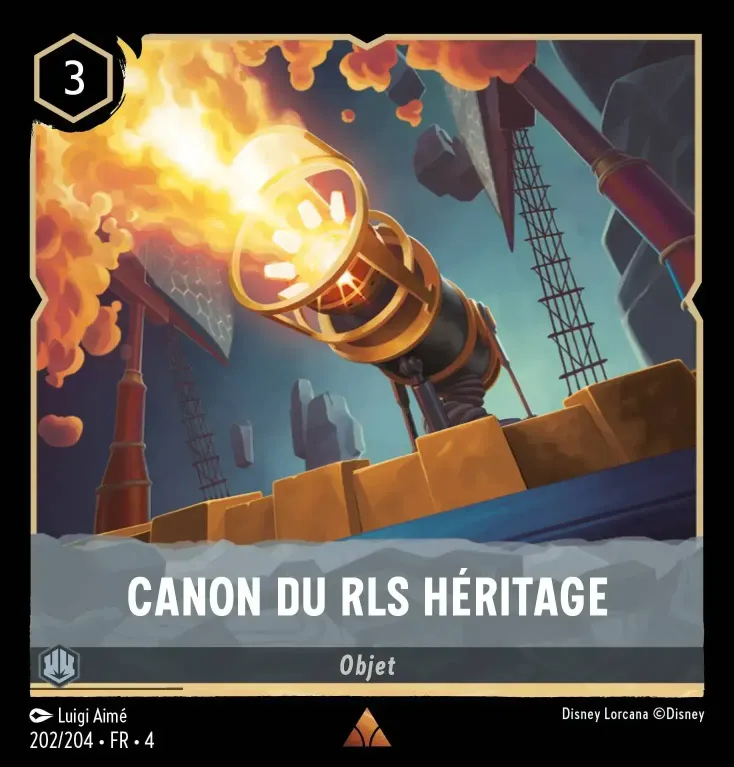 3
CANON DU RLS HÉRITAGE
Objet
Luigi Aimé
Disney Lorcana ©Disney
202/204 • FR • 4